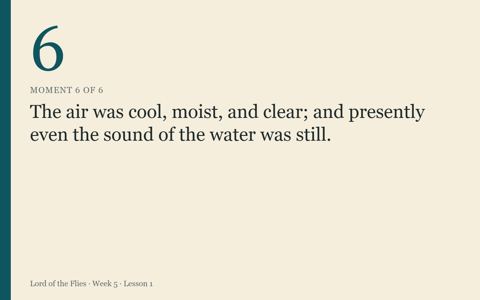 6
MOMENT 6 OF 6
The air was cool, moist, and clear; and presently
even the sound of the water was still.
Lord of the Flies · Week 5 · Lesson 1